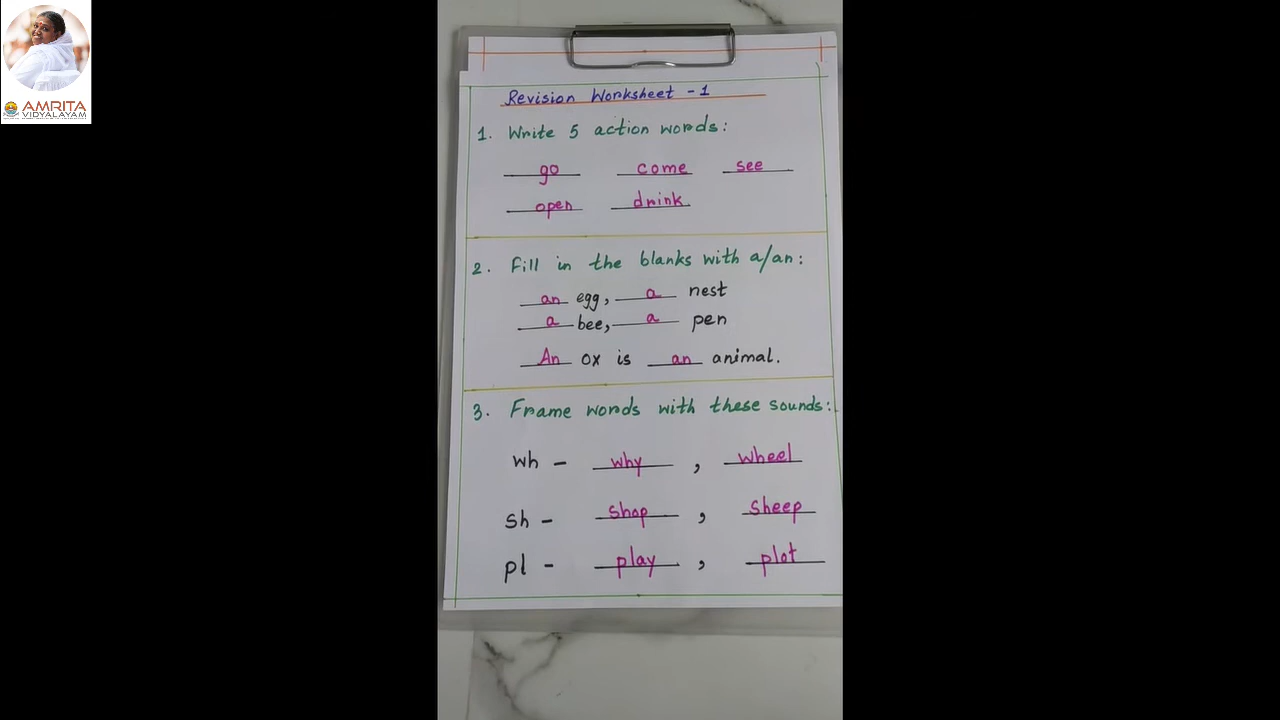 AMRITA
VIDYALAYAM
Revision Worksheet - 1
1. Write 5 action words:
go come see
open drink
2. Fill in the blanks with a/an:
an egg, a nest
a bee, a pen
An ox is an animal.
3. Frame words with these sounds:
wh - why, wheel
sh - shop, sheep
pl - play, plot